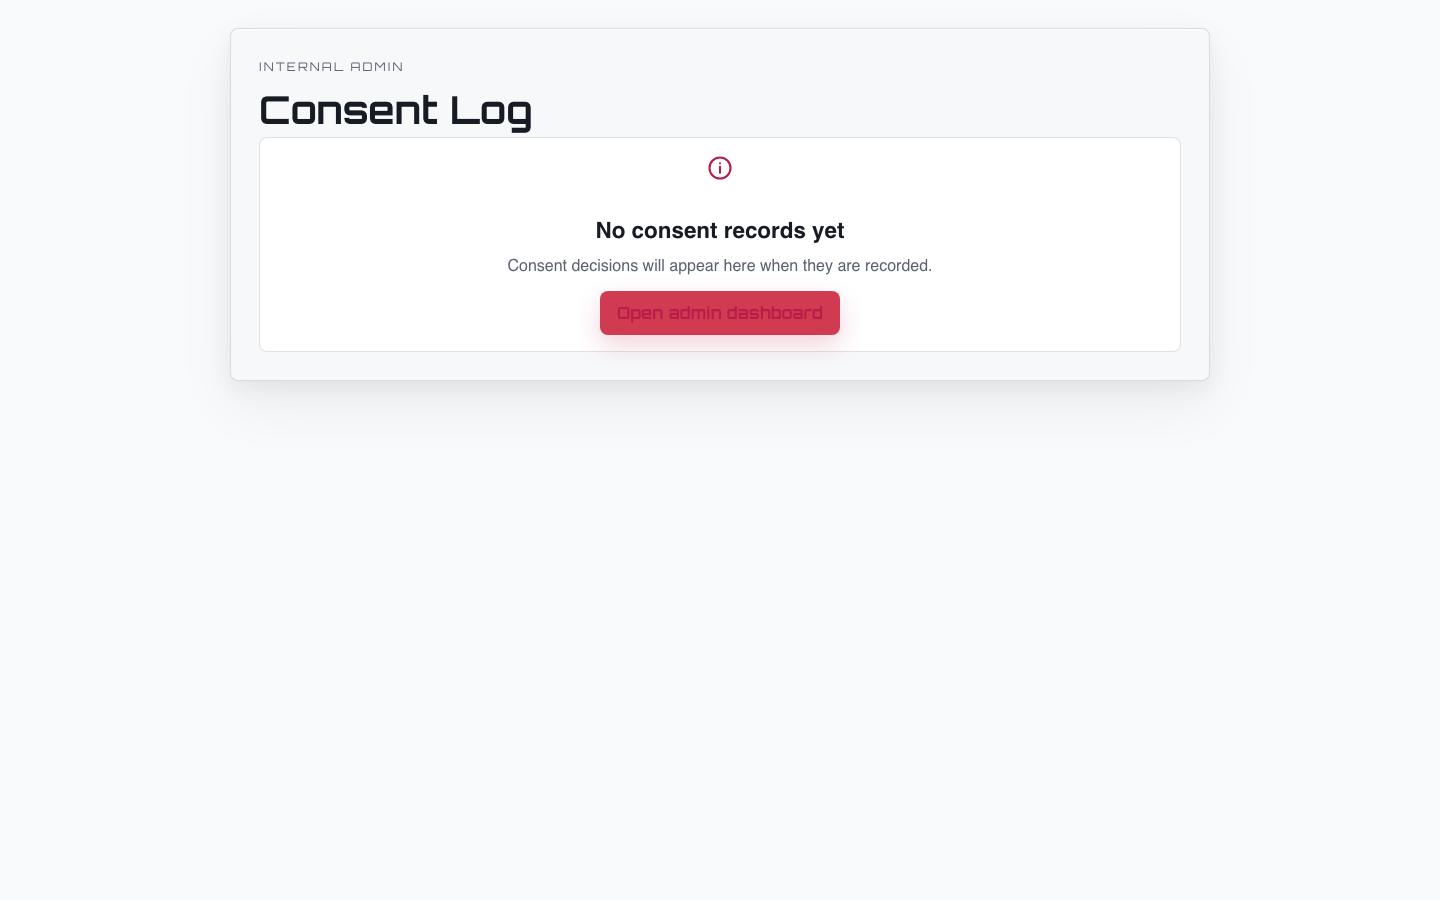 INTERNAL ADMIN
Consent Log
No consent records yet
Consent decisions will appear here when they are recorded.
Open admin dashboard